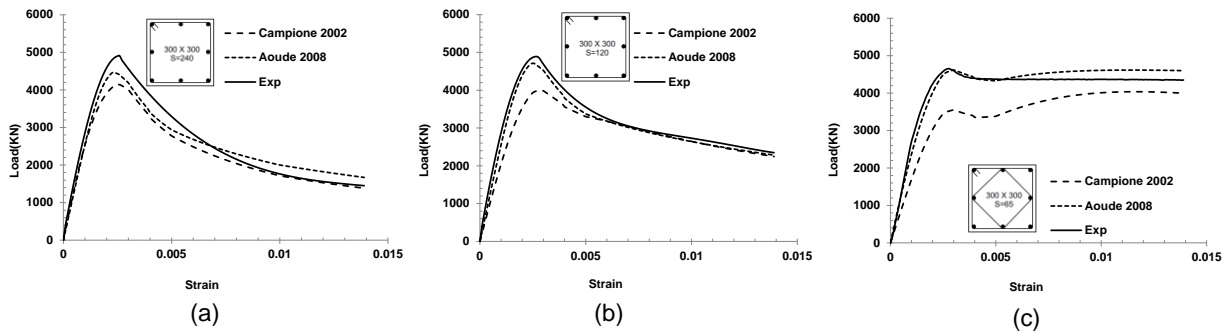 6000
5000
4000
3000
2000
1000
0
Load(KN)
0
0.005
0.01
0.015
Strain
300 X 300
S=240
Campione 2002
Aoude 2008
Exp
(a)
6000
5000
4000
3000
2000
1000
0
Load(KN)
0
0.005
0.01
0.015
Strain
300 X 300
S=120
Campione 2002
Aoude 2008
Exp
(b)
6000
5000
4000
3000
2000
1000
0
Load(KN)
0
0.005
0.01
0.015
Strain
300 X 300
S=65
Campione 2002
Aoude 2008
Exp
(c)